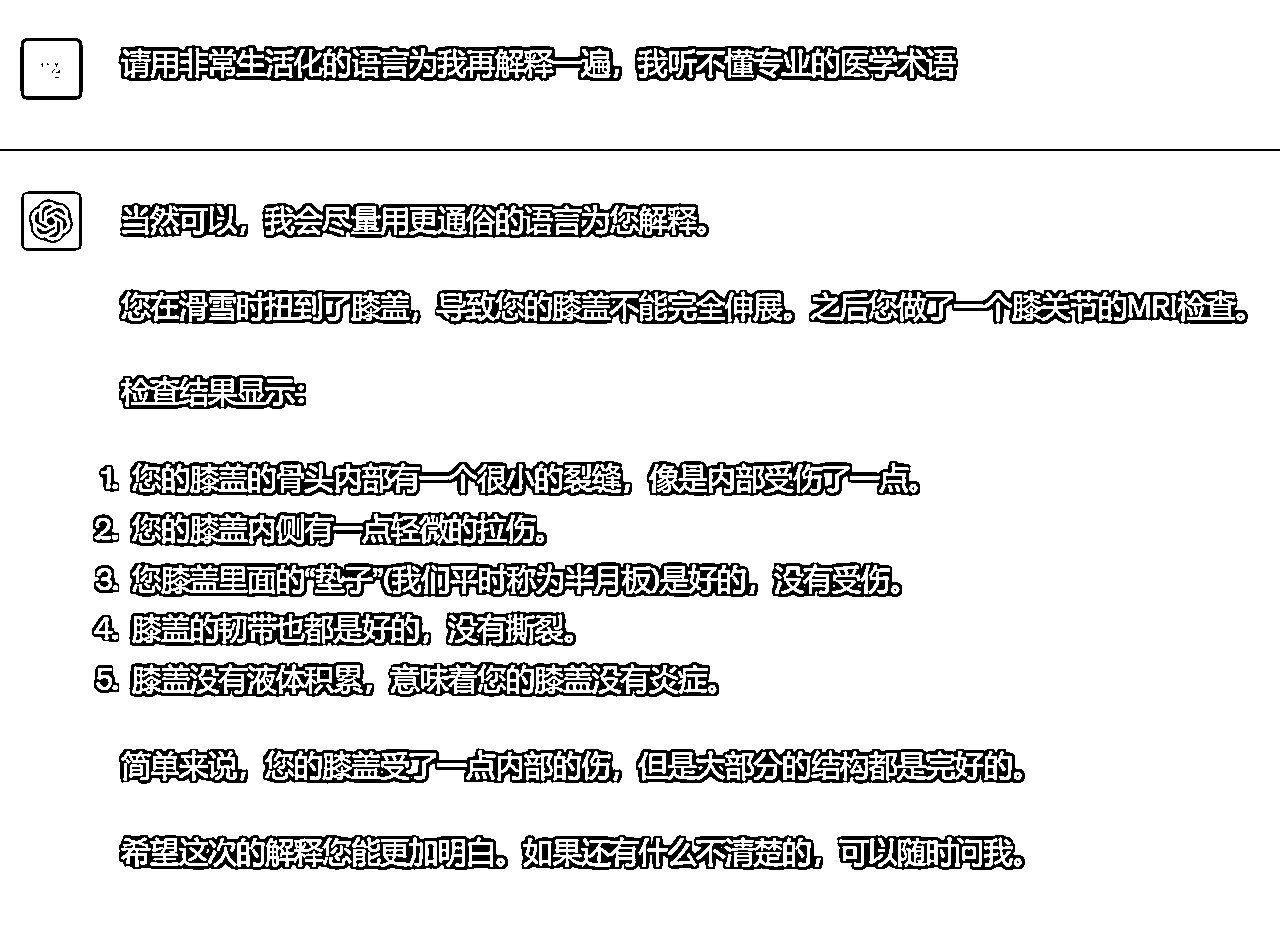 请用非常生活化的语言为我再解释一遍，我听不懂专业的医学术语
当然可以，我会尽量用更通俗的语言为您解释。
您在滑雪时扭到了膝盖，导致您的膝盖不能完全伸展。之后您做了一个膝关节的MRI检查。
检查结果显示：
1. 您的膝盖的骨头内部有一个很小的裂缝，像是内部受伤了一点。
2. 您的膝盖内侧有一点轻微的拉伤。
3. 您膝盖里面的“垫子”(我们平时称为半月板)是好的，没有受伤。
4. 膝盖的韧带也都是好的，没有撕裂。
5. 膝盖没有液体积累，意味着您的膝盖没有炎症。
简单来说，您的膝盖受了一点内部的伤，但是大部分的结构都是完好的。
希望这次的解释您能更加明白。如果还有什么不清楚的，可以随时问我。